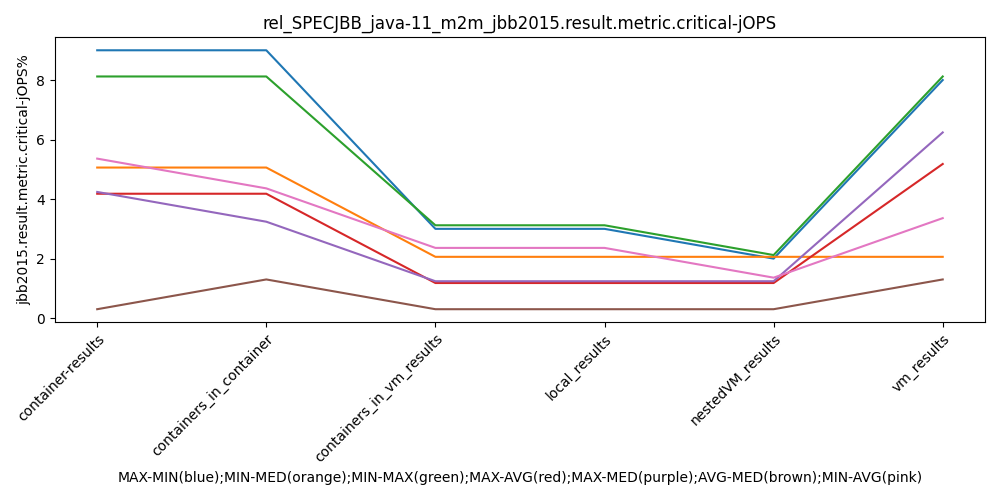 rel_SPECJBB_java-11_m2m_jbb2015.result.metric.critical-jOPS
jbb2015.result.metric.critical-jOPS%
8
6
4
2
0
container-results
containers_in_container
containers_in_vm_results
local_results
nestedVM_results
vm_results
MAX-MIN(blue);MIN-MED(orange);MIN-MAX(green);MAX-AVG(red);MAX-MED(purple);AVG-MED(brown);MIN-AVG(pink)